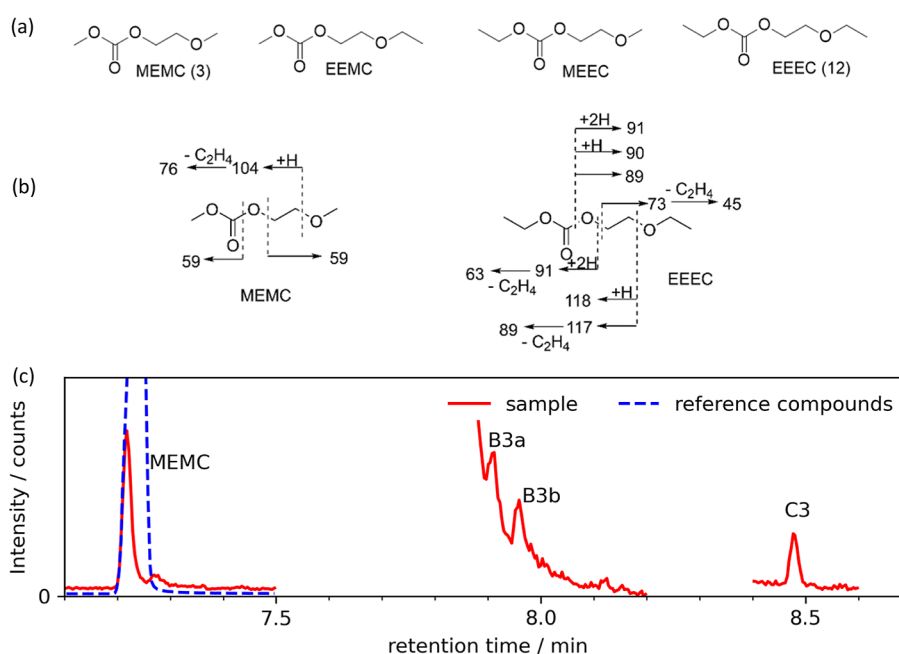 (a)
MEMC (3)
EEMC
MEEC
EEEC (12)
(b)
- C₂H₄
76
104
+H
59
59
MEMC
+2H
91
+H
90
89
- C₂H₄
73
45
63
91
+2H
- C₂H₄
118
+H
EEEC
89
117
- C₂H₄
O O O O
O O O O
O O O O
O O O O
O O O
O O O
O O
O
(c)
sample
reference compounds
MEMC
B3a
B3b
C3
Intensity / counts
0
7.5
8.0
8.5
retention time / min